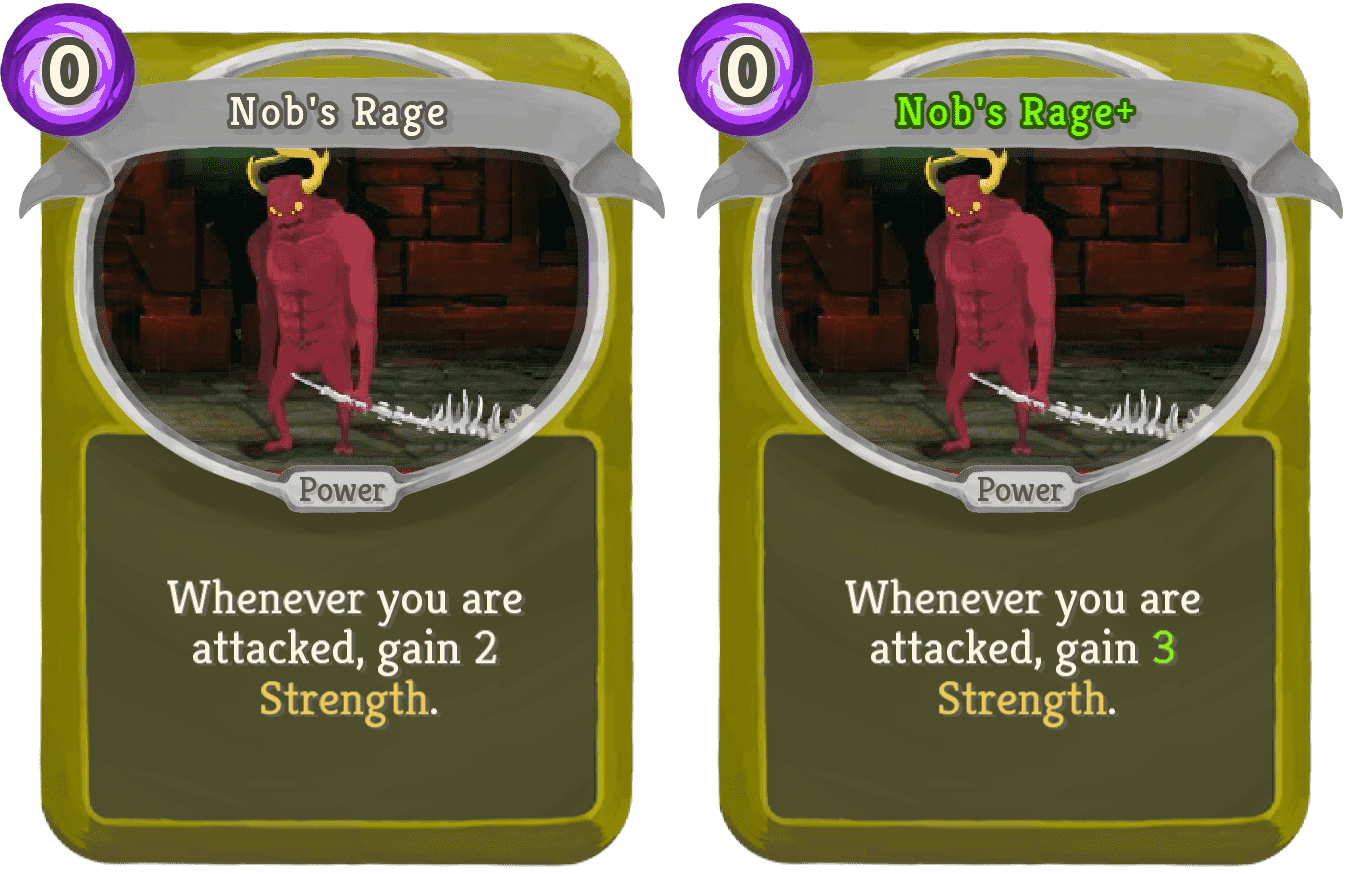 0
Nob's Rage
Power
Whenever you are
attacked, gain 2
Strength.
0
Nob's Rage+
Power
Whenever you are
attacked, gain 3
Strength.